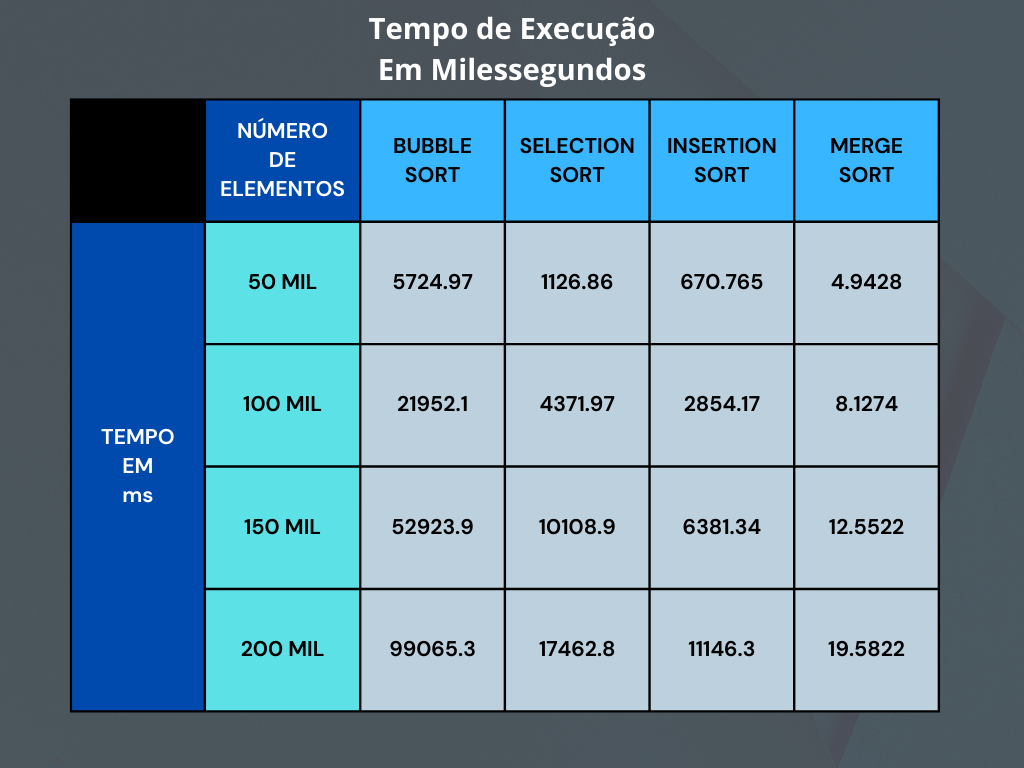 Tempo de Execução
Em Milessegundos
NÚMERO
DE
ELEMENTOS
BUBBLE
SORT
SELECTION
SORT
INSERTION
SORT
MERGE
SORT
TEMPO
EM
ms
50 MIL
5724.97
1126.86
670.765
4.9428
100 MIL
21952.1
4371.97
2854.17
8.1274
150 MIL
52923.9
10108.9
6381.34
12.5522
200 MIL
99065.3
17462.8
11146.3
19.5822